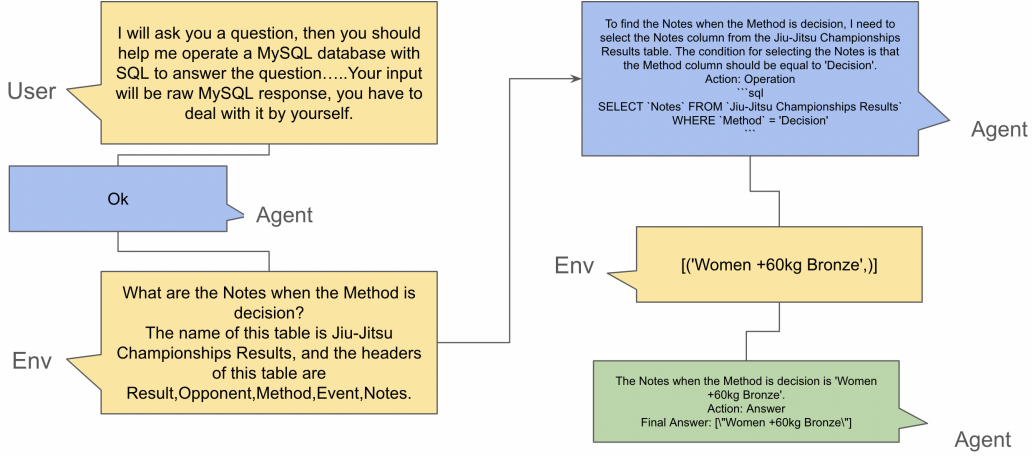 I will ask you a question, then you should
help me operate a MySQL database with
SQL to answer the question…..Your input
will be raw MySQL response, you have to
deal with it by yourself.
User
Ok
Agent
What are the Notes when the Method is
decision?
The name of this table is Jiu-Jitsu
Championships Results, and the headers
of this table are
Result,Opponent,Method,Event,Notes.
Env
To find the Notes when the Method is decision, I need to
select the Notes column from the Jiu-Jitsu Championships
Results table. The condition for selecting the Notes is that
the Method column should be equal to 'Decision'.
Action: Operation
```sql
SELECT `Notes` FROM `Jiu-Jitsu Championships Results`
WHERE `Method` = 'Decision'
```
Agent
Env
[('Women +60kg Bronze',)]
The Notes when the Method is decision is 'Women
+60kg Bronze'.
Action: Answer
Final Answer: [\"Women +60kg Bronze\"]
Agent